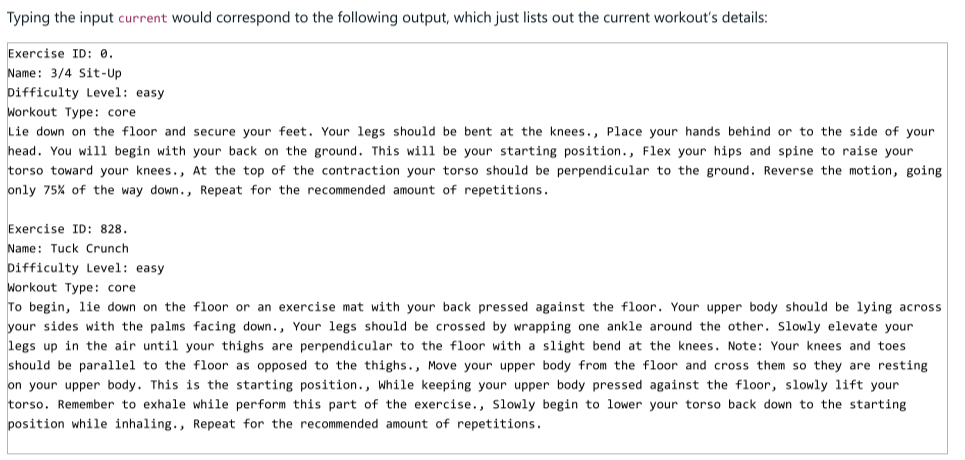 Typing the input current would correspond to the following output, which just lists out the current workout's details:
Exercise ID: 0.
Name: 3/4 Sit-Up
Difficulty Level: easy
Workout Type: core
Lie down on the floor and secure your feet. Your legs should be bent at the knees., Place your hands behind or to the side of your
head. You will begin with your back on the ground. This will be your starting position., Flex your hips and spine to raise your
torso toward your knees., At the top of the contraction your torso should be perpendicular to the ground. Reverse the motion, going
only 75% of the way down., Repeat for the recommended amount of repetitions.

Exercise ID: 828.
Name: Tuck Crunch
Difficulty Level: easy
Workout Type: core
To begin, lie down on the floor or an exercise mat with your back pressed against the floor. Your upper body should be lying across
your sides with the palms facing down., Your legs should be crossed by wrapping one ankle around the other. Slowly elevate your
legs up in the air until your thighs are perpendicular to the floor with a slight bend at the knees. Note: Your knees and toes
should be parallel to the floor as opposed to the thighs., Move your upper body from the floor and cross them so they are resting
on your upper body. This is the starting position., While keeping your upper body pressed against the floor, slowly lift your
torso. Remember to exhale while perform this part of the exercise., Slowly begin to lower your torso back down to the starting
position while inhaling., Repeat for the recommended amount of repetitions.